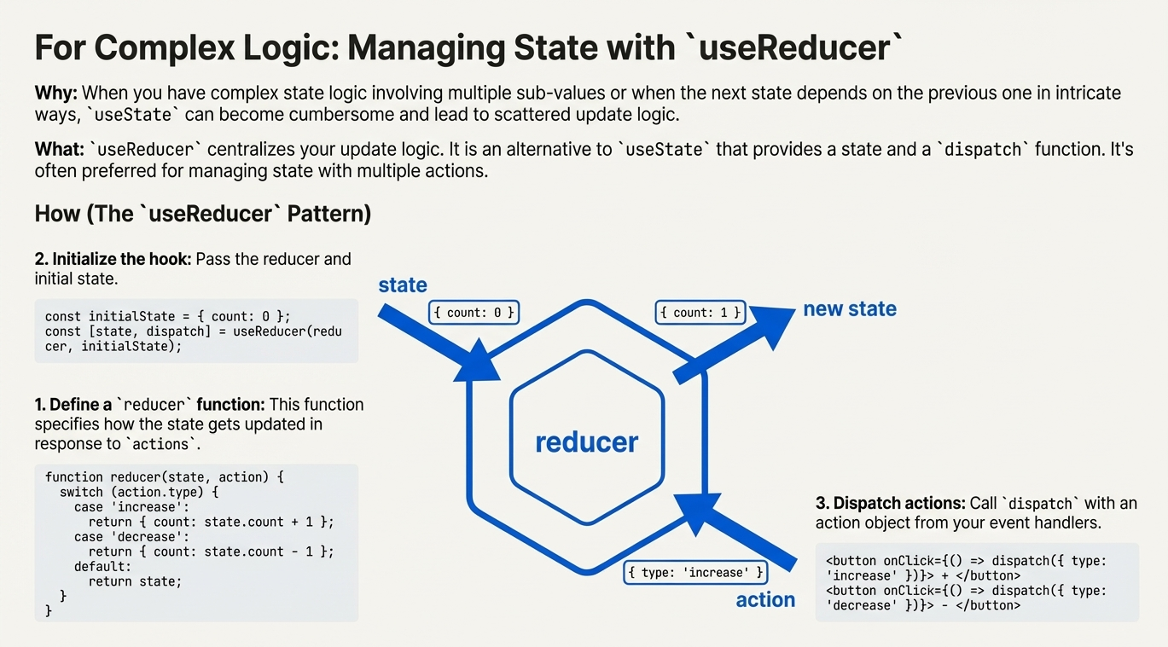 For Complex Logic: Managing State with `useReducer`
Why: When you have complex state logic involving multiple sub-values or when the next state depends on the previous one in intricate
ways, `useState` can become cumbersome and lead to scattered update logic.
What: `useReducer` centralizes your update logic. It is an alternative to `useState` that provides a state and a `dispatch` function. It's
often preferred for managing state with multiple actions.
How (The `useReducer` Pattern)
2. Initialize the hook: Pass the reducer and
initial state.
const initialState = { count: 0 };
const [state, dispatch] = useReducer(redu
cer, initialState);
1. Define a `reducer` function: This function
specifies how the state gets updated in
response to `actions`.
function reducer(state, action) {
  switch (action.type) {
    case 'increase':
      return { count: state.count + 1 };
    case 'decrease':
      return { count: state.count - 1 };
    default:
      return state;
  }
}
state
{ count: 0 }
{ count: 1 }
new state
reducer
{ type: 'increase' }
action
3. Dispatch actions: Call `dispatch` with an
action object from your event handlers.
<button onClick={() => dispatch({ type:
'increase' })}> + </button>
<button onClick={() => dispatch({ type:
'decrease' })}> - </button>